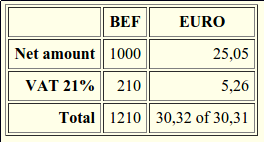 BEF EURO
Net amount 1000 25,05
VAT 21% 210 5,26
Total 1210 30,32 of 30,31